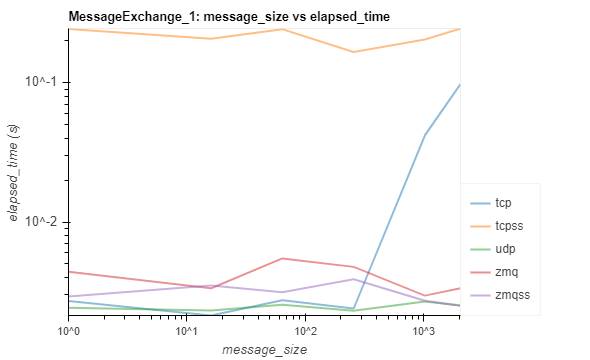 MessageExchange_1: message_size vs elapsed_time
elapsed_time (s)
10^-1
10^-2
10^0
10^1
10^2
10^3
message_size
tcp
tcpss
udp
zmq
zmqss